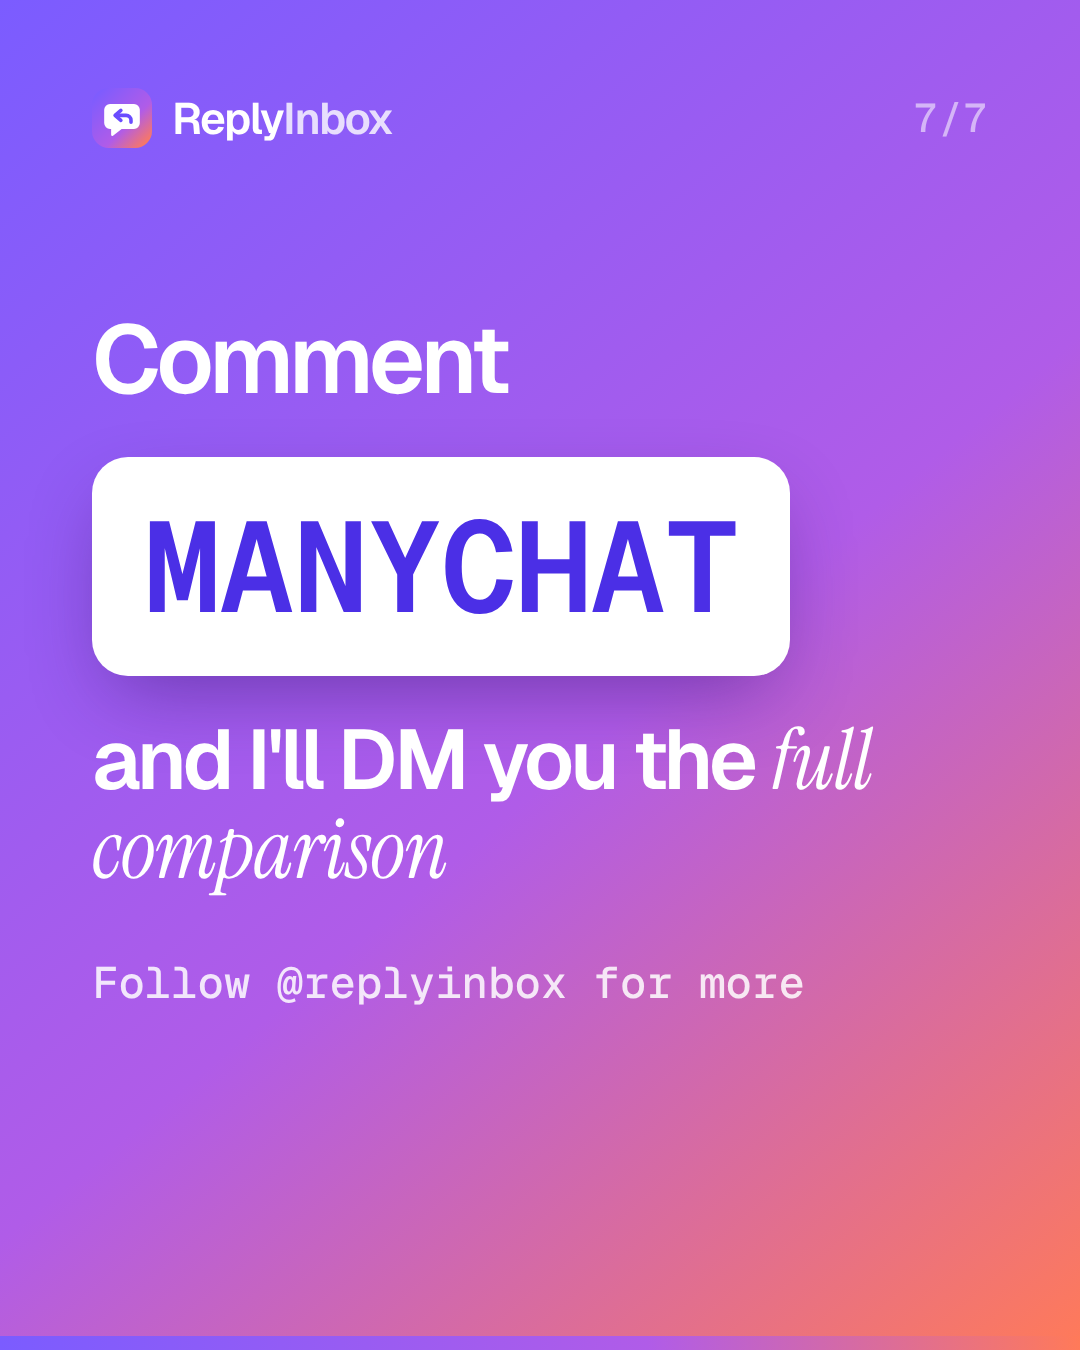 ReplyInbox
7/7
Comment
MANYCHAT
and I'll DM you the full
comparison
Follow @replyinbox for more